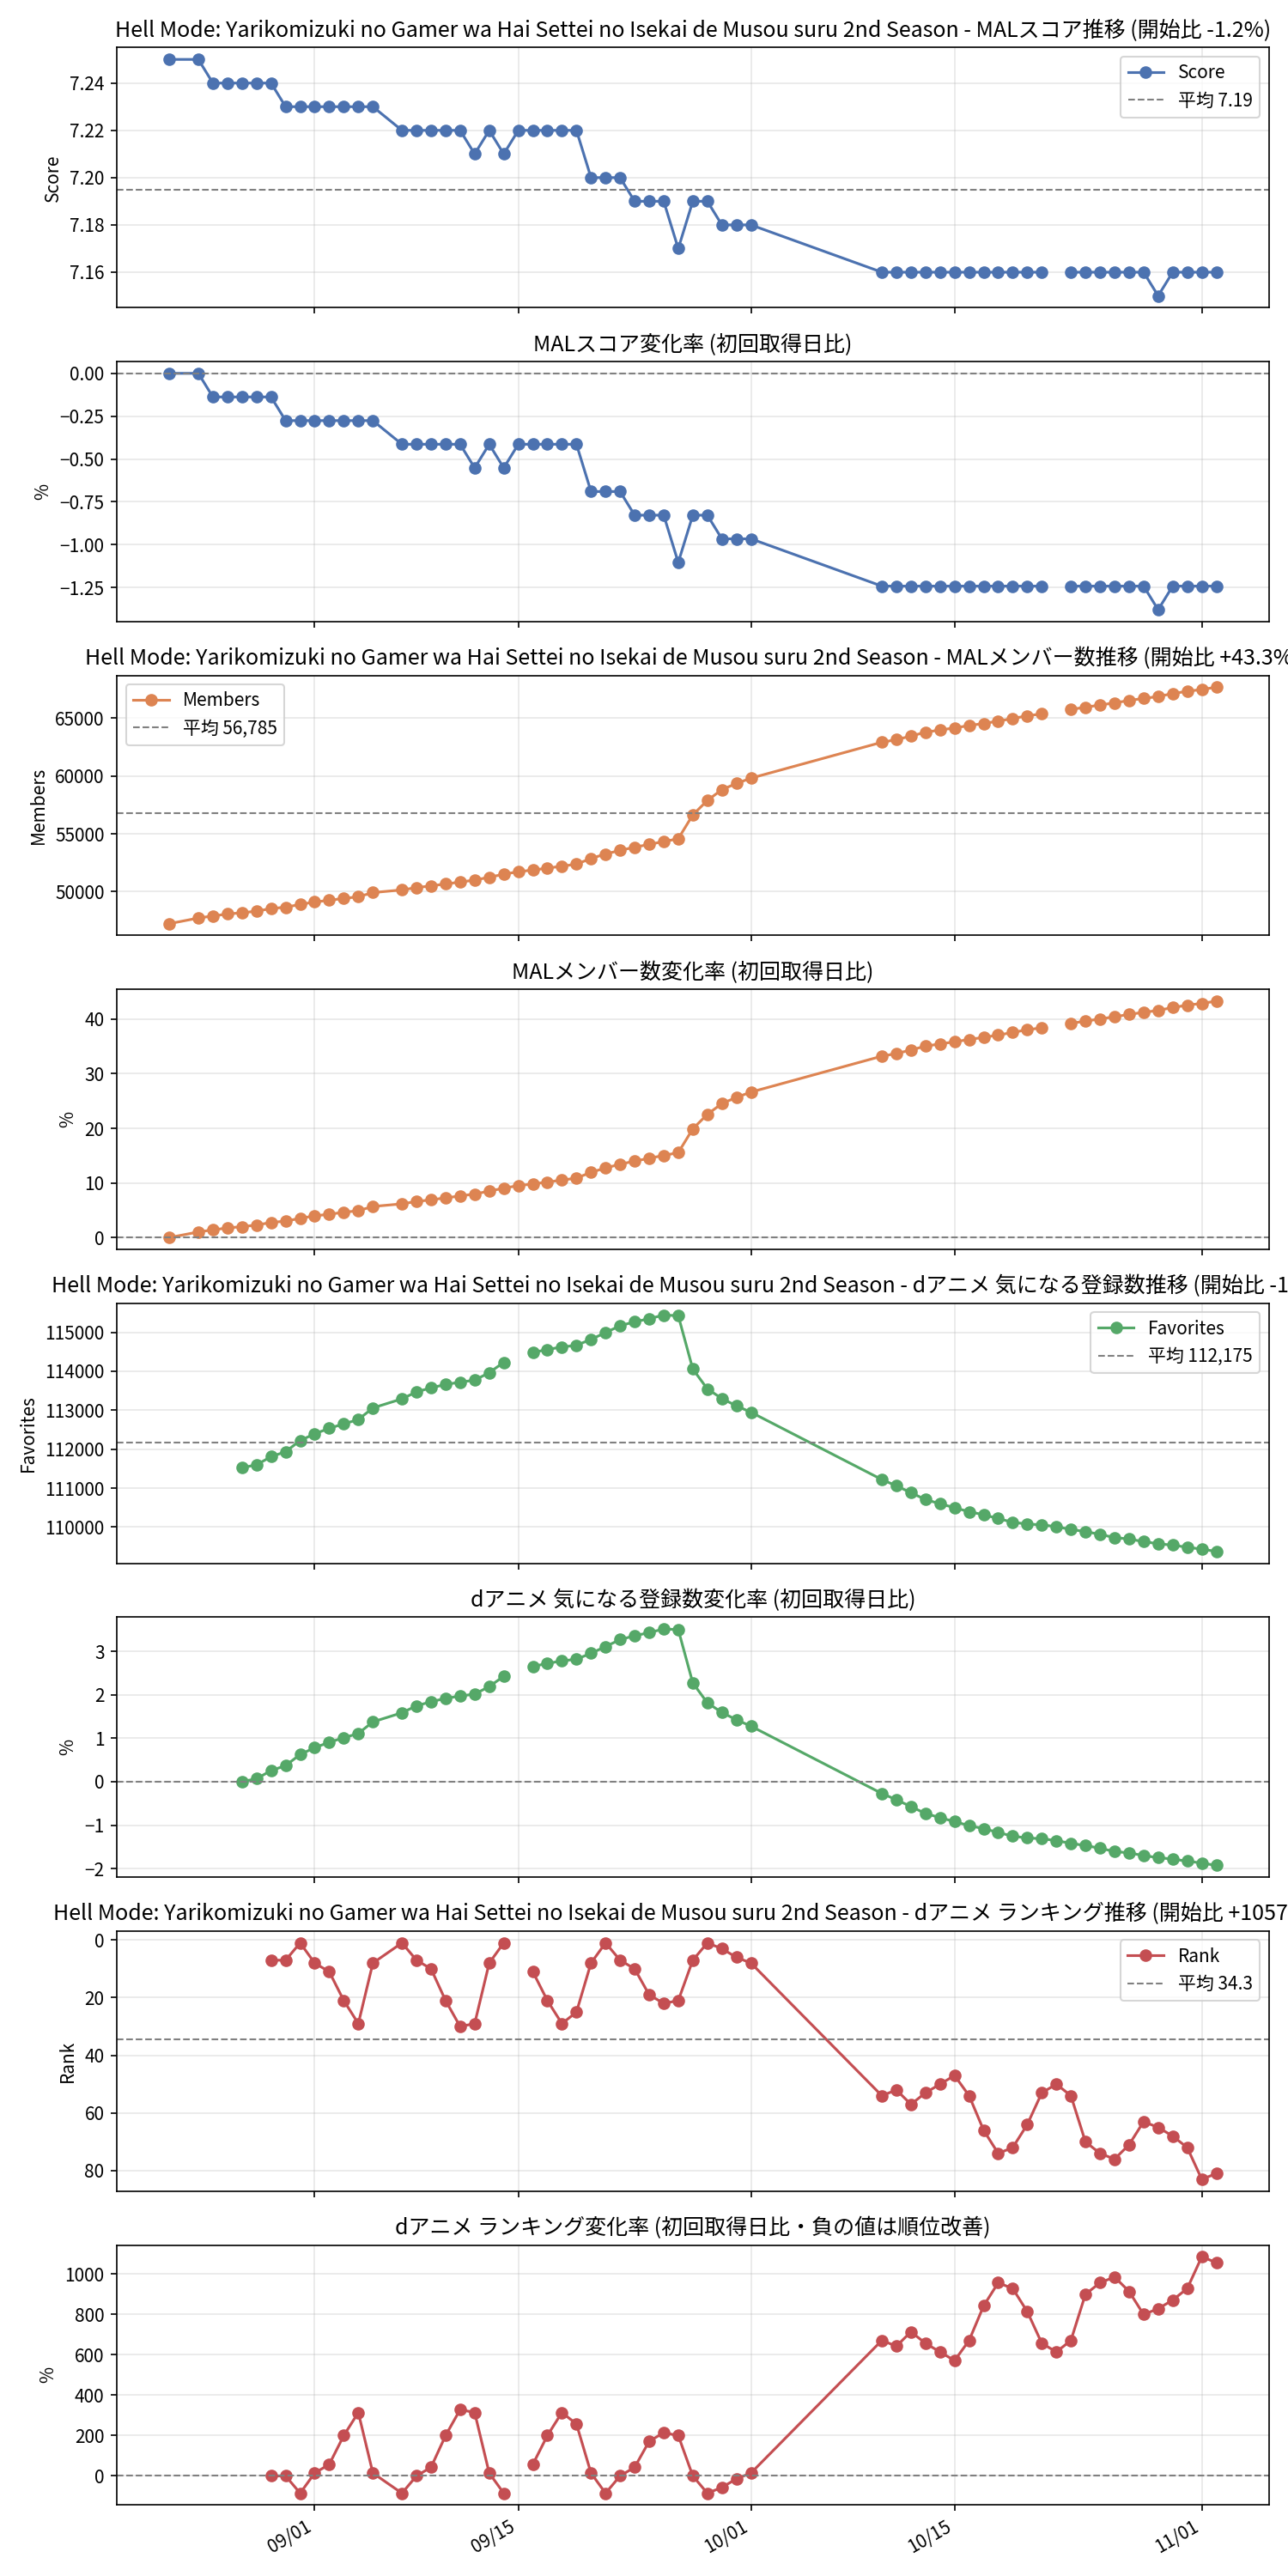 Hell Mode: Yarikomizuki no Gamer wa Hai Settei no Isekai de Musou suru 2nd Season - MALスコア推移 (開始比 -1.2%)
Score
7.24
7.22
7.20
7.18
7.16
Score
平均 7.19
MALスコア変化率 (初回取得日比)
%
0.00
−0.25
−0.50
−0.75
−1.00
−1.25
Hell Mode: Yarikomizuki no Gamer wa Hai Settei no Isekai de Musou suru 2nd Season - MALメンバー数推移 (開始比 +43.3%
Members
65000
60000
55000
50000
Members
平均 56,785
MALメンバー数変化率 (初回取得日比)
%
40
30
20
10
0
Hell Mode: Yarikomizuki no Gamer wa Hai Settei no Isekai de Musou suru 2nd Season - dアニメ 気になる登録数推移 (開始比 -1
Favorites
115000
114000
113000
112000
111000
110000
Favorites
平均 112,175
dアニメ 気になる登録数変化率 (初回取得日比)
%
3
2
1
0
−1
−2
Hell Mode: Yarikomizuki no Gamer wa Hai Settei no Isekai de Musou suru 2nd Season - dアニメ ランキング推移 (開始比 +1057
Rank
0
20
40
60
80
Rank
平均 34.3
dアニメ ランキング変化率 (初回取得日比・負の値は順位改善)
%
1000
800
600
400
200
0
09/01
09/15
10/01
10/15
11/01